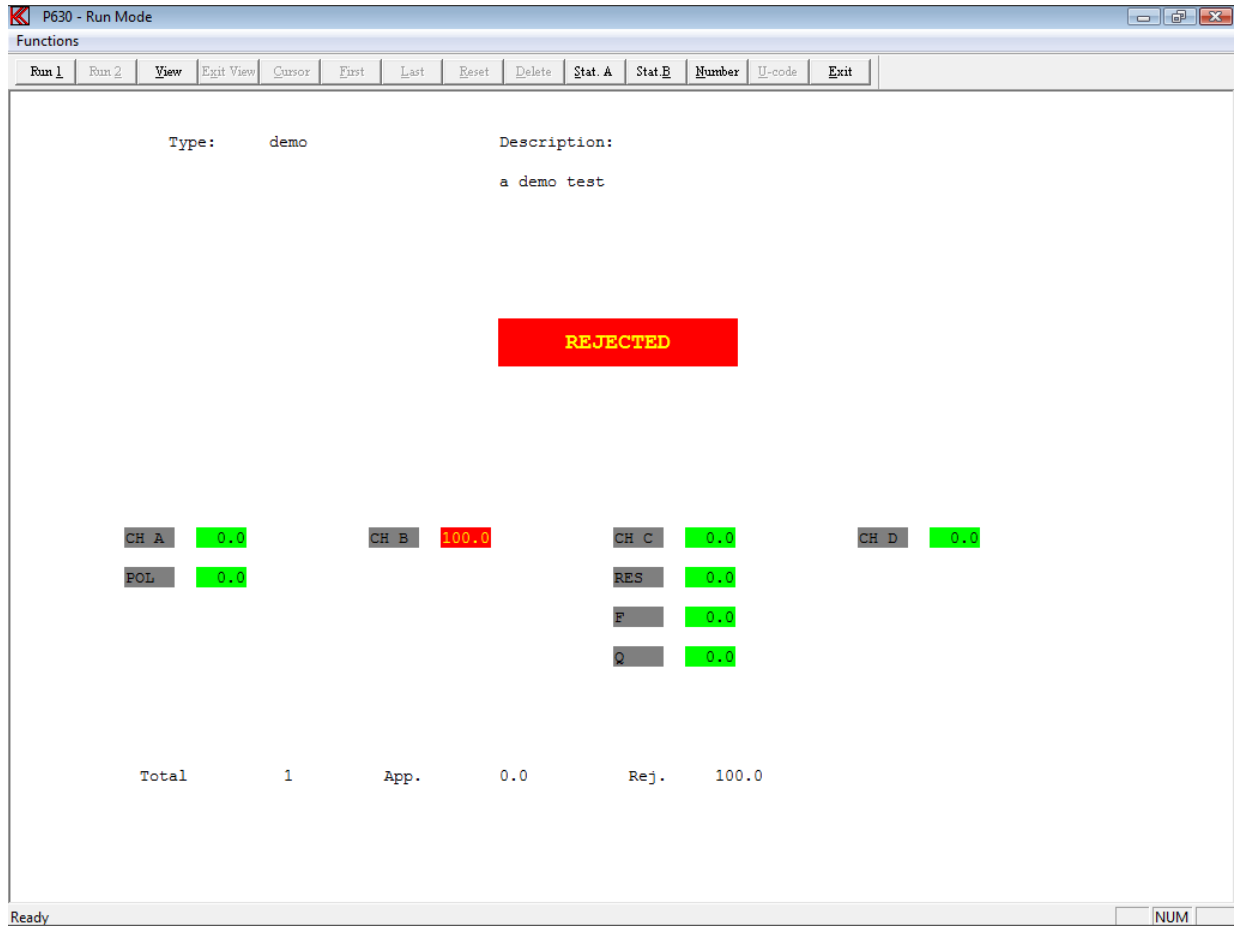 P630 - Run Mode
Functions
Run 1 Run 2 View Exit View Cursor First Last Reset Delete Stat. A Stat.B Number U-code Exit
Type: demo Description:
a demo test
REJECTED
CH A 0.0 CH B 100.0 CH C 0.0 CH D 0.0
POL 0.0 RES 0.0
F 0.0
Q 0.0
Total 1 App. 0.0 Rej. 100.0
Ready NUM